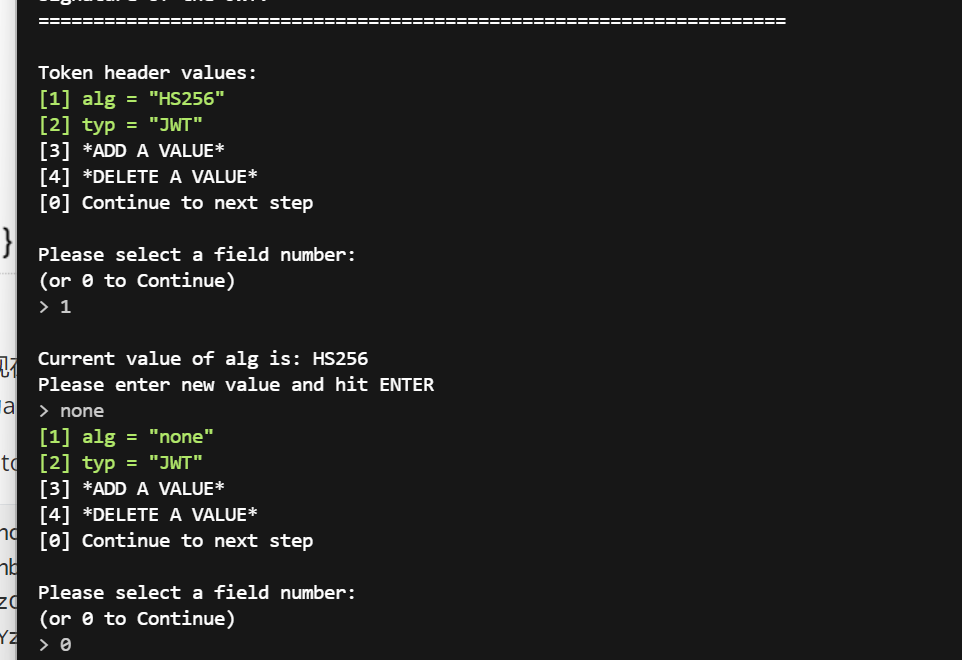 ====================================================================
Token header values:
[1] alg = "HS256"
[2] typ = "JWT"
[3] *ADD A VALUE*
[4] *DELETE A VALUE*
[0] Continue to next step
}
Please select a field number:
(or 0 to Continue)
> 1
Current value of alg is: HS256
Please enter new value and hit ENTER
> none
[1] alg = "none"
[2] typ = "JWT"
[3] *ADD A VALUE*
[4] *DELETE A VALUE*
[0] Continue to next step
Please select a field number:
(or 0 to Continue)
> 0